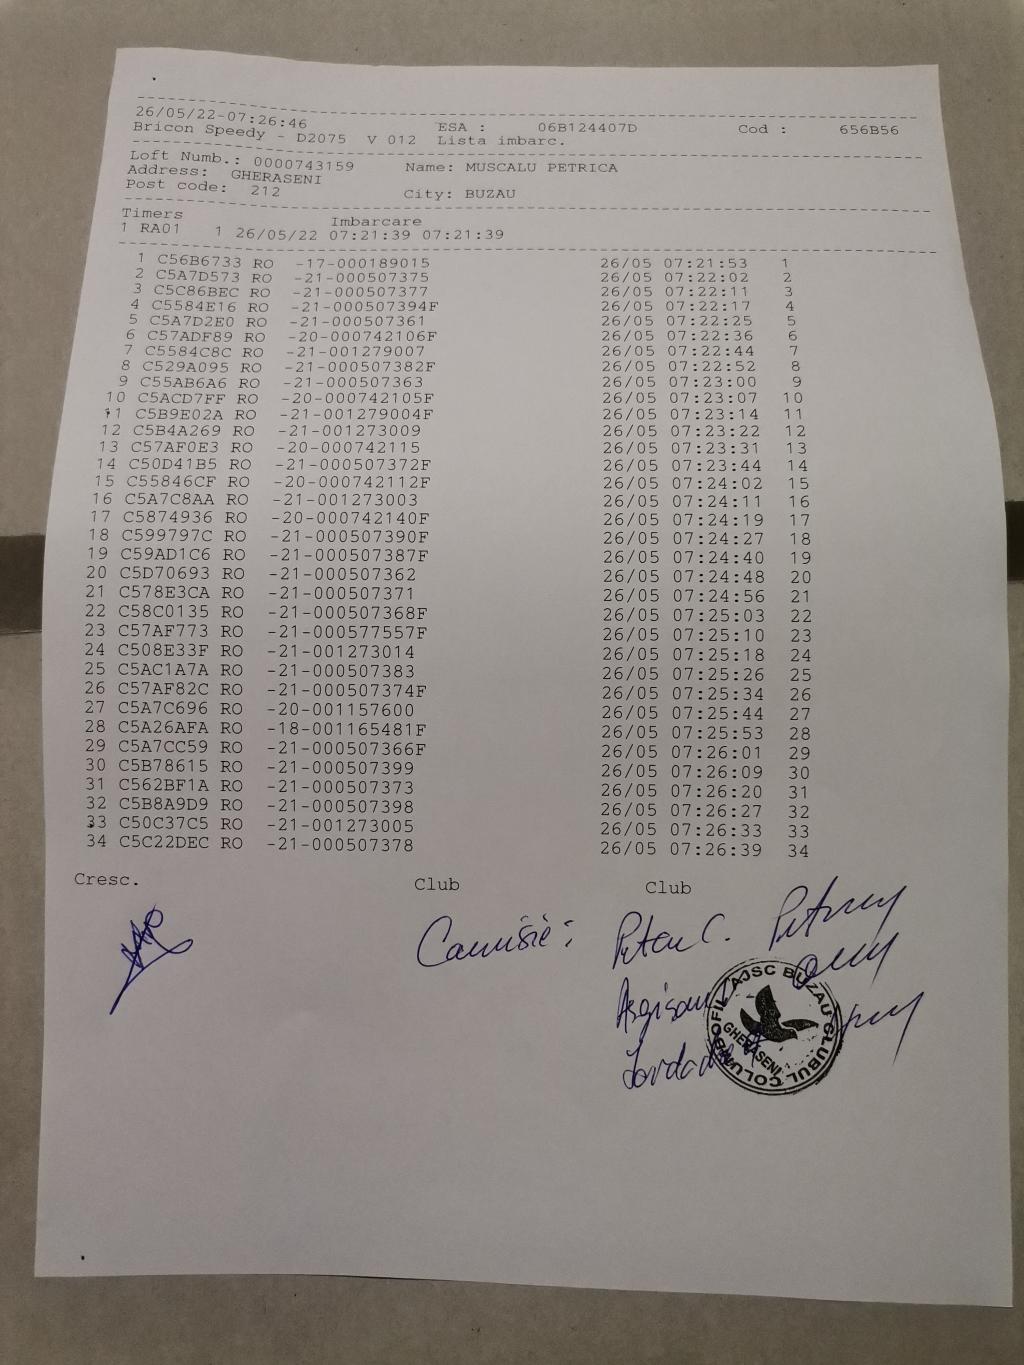 26/05/22-07:26:46 ESA : 06B124407D Cod : 656B56
Bricon Speedy - D2075 V 012 Lista imbarc.
Loft Numb.: 0000743159 Name: MUSCALU PETRICA
Address: GHERASENI
Post code: 212 City: BUZAU
Timers Imbarcare
1 RA01 1 26/05/22 07:21:39 07:21:39
1 C56B6733 RO -17-000189015 26/05 07:21:53 1
2 C5A7D573 RO -21-000507375 26/05 07:22:02 2
3 C5C86BEC RO -21-000507377 26/05 07:22:11 3
4 C5584E16 RO -21-000507394F 26/05 07:22:17 4
5 C5A7D2E0 RO -21-000507361 26/05 07:22:25 5
6 C57ADF89 RO -20-000742106F 26/05 07:22:36 6
7 C5584C8C RO -21-001279007 26/05 07:22:44 7
8 C529A095 RO -21-000507382F 26/05 07:22:52 8
9 C55AB6A6 RO -21-000507363 26/05 07:23:00 9
10 C5ACD7FF RO -20-000742105F 26/05 07:23:07 10
11 C5B9E02A RO -21-001279004F 26/05 07:23:14 11
12 C5B4A269 RO -21-001273009 26/05 07:23:22 12
13 C57AF0E3 RO -20-000742115 26/05 07:23:31 13
14 C50D41B5 RO -21-000507372F 26/05 07:23:44 14
15 C55846CF RO -20-000742112F 26/05 07:24:02 15
16 C5A7C8AA RO -21-001273003 26/05 07:24:11 16
17 C5874936 RO -20-000742140F 26/05 07:24:19 17
18 C599797C RO -21-000507390F 26/05 07:24:27 18
19 C59AD1C6 RO -21-000507387F 26/05 07:24:40 19
20 C5D70693 RO -21-000507362 26/05 07:24:48 20
21 C578E3CA RO -21-000507371 26/05 07:24:56 21
22 C58C0135 RO -21-000507368F 26/05 07:25:03 22
23 C57AF773 RO -21-000577557F 26/05 07:25:10 23
24 C508E33F RO -21-001273014 26/05 07:25:18 24
25 C5AC1A7A RO -21-000507383 26/05 07:25:26 25
26 C57AF82C RO -21-000507374F 26/05 07:25:34 26
27 C5A7C696 RO -20-001157600 26/05 07:25:44 27
28 C5A26AFA RO -18-001165481F 26/05 07:25:53 28
29 C5A7CC59 RO -21-000507366F 26/05 07:26:01 29
30 C5B78615 RO -21-000507399 26/05 07:26:09 30
31 C562BF1A RO -21-000507373 26/05 07:26:20 31
32 C5B8A9D9 RO -21-000507398 26/05 07:26:27 32
33 C50C37C5 RO -21-001273005 26/05 07:26:33 33
34 C5C22DEC RO -21-000507378 26/05 07:26:39 34
Cresc. Club Club
Comisie:
CLUBUL COLUMBOFIL AJSC BUZAU
GHERASENI